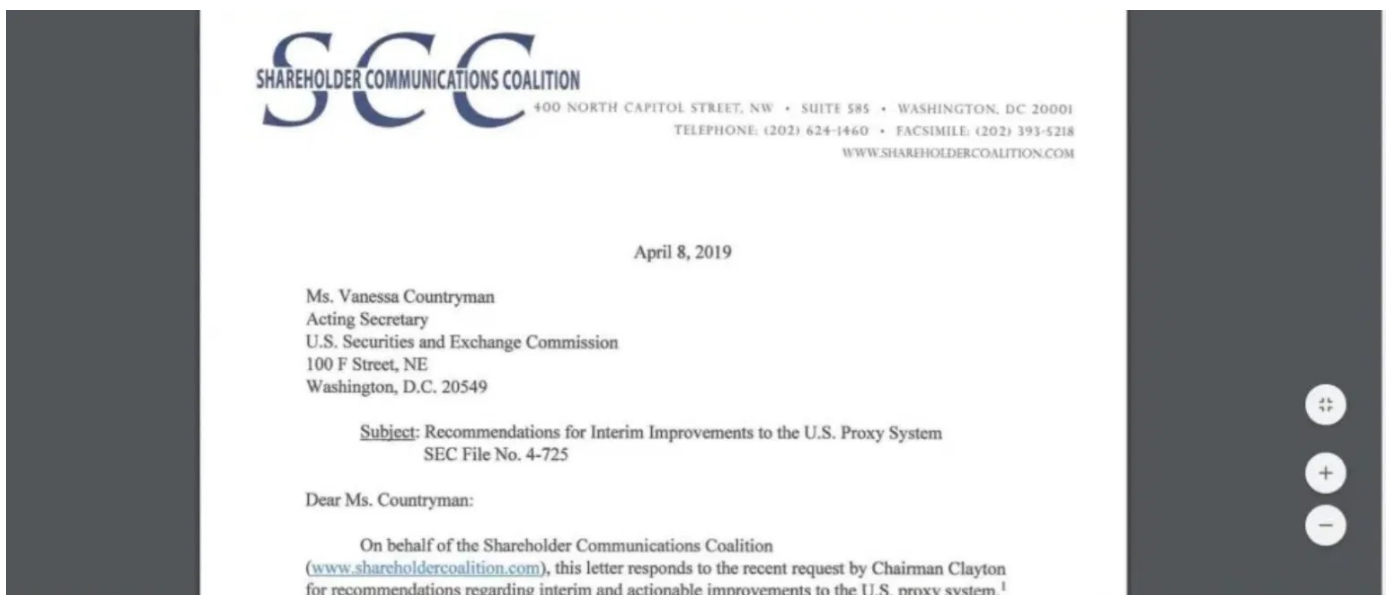 SCC
SHAREHOLDER COMMUNICATIONS COALITION
400 NORTH CAPITOL STREET, NW • SUITE 585 • WASHINGTON, DC 20001
TELEPHONE: (202) 624-1460 • FACSIMILE: (202) 393-5218
WWW.SHAREHOLDERCOALITION.COM
April 8, 2019
Ms. Vanessa Countryman
Acting Secretary
U.S. Securities and Exchange Commission
100 F Street, NE
Washington, D.C. 20549
Subject: Recommendations for Interim Improvements to the U.S. Proxy System
SEC File No. 4-725
Dear Ms. Countryman:
On behalf of the Shareholder Communications Coalition
(www.shareholdercoalition.com), this letter responds to the recent request by Chairman Clayton
for recommendations regarding interim and actionable improvements to the U.S. proxy system.1